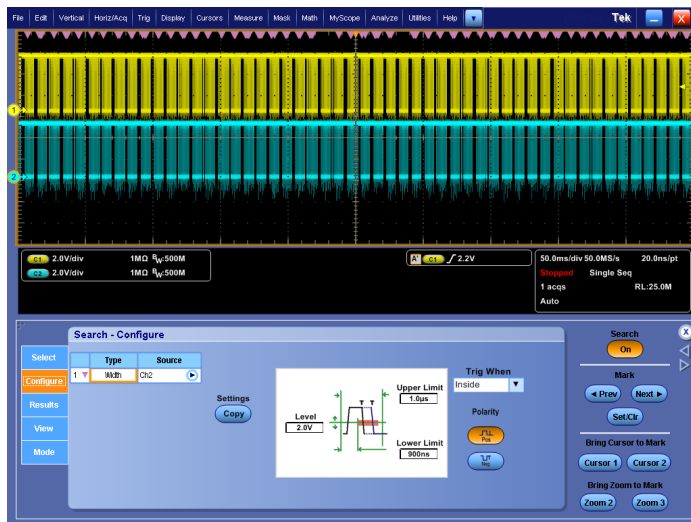 File Edit Vertical Horiz/Acq Trig Display Cursors Measure Mask Math MyScope Analyze Utilities Help Tek X
1
2
C1 2.0V/div 1MΩ BW:500M
C2 2.0V/div 1MΩ BW:500M
A' C1 2.2V
50.0ms/div 50.0MS/s 20.0ns/pt
Stopped Single Seq
1 acqs RL:25.0M
Auto
Search - Configure
Select
Configure
Results
View
Mode
Type Source
1 Width Ch2
Settings
Copy
Level
2.0V
T T
Upper Limit
1.0µs
Lower Limit
900ns
Trig When
Inside
Polarity
Pos
Neg
X
Search
On
Mark
Prev Next
Set/Clr
Bring Cursor to Mark
Cursor 1 Cursor 2
Bring Zoom to Mark
Zoom 2 Zoom 3